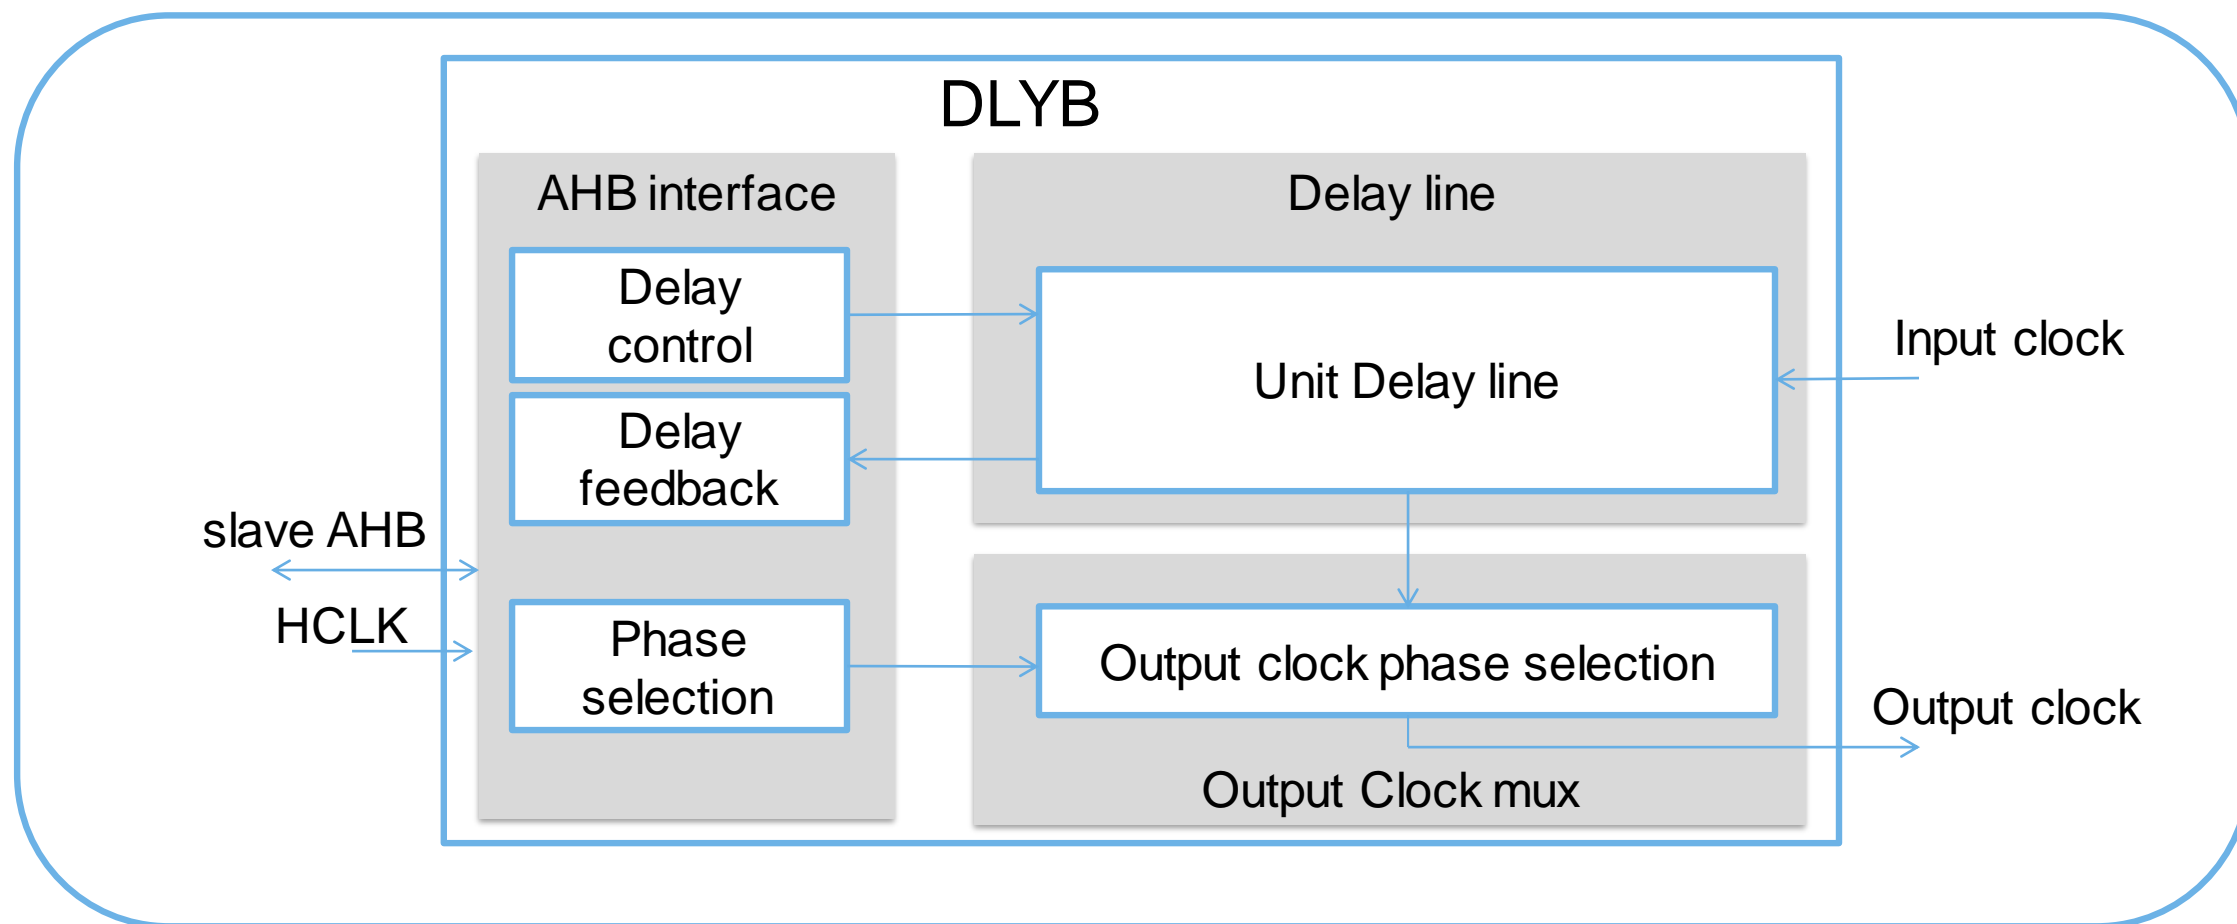 DLYB
AHB interface
Delay line
Delay
control
Delay
feedback
Unit Delay line
Input clock
slave AHB
HCLK
Phase
selection
Output clock phase selection
Output clock
Output Clock mux